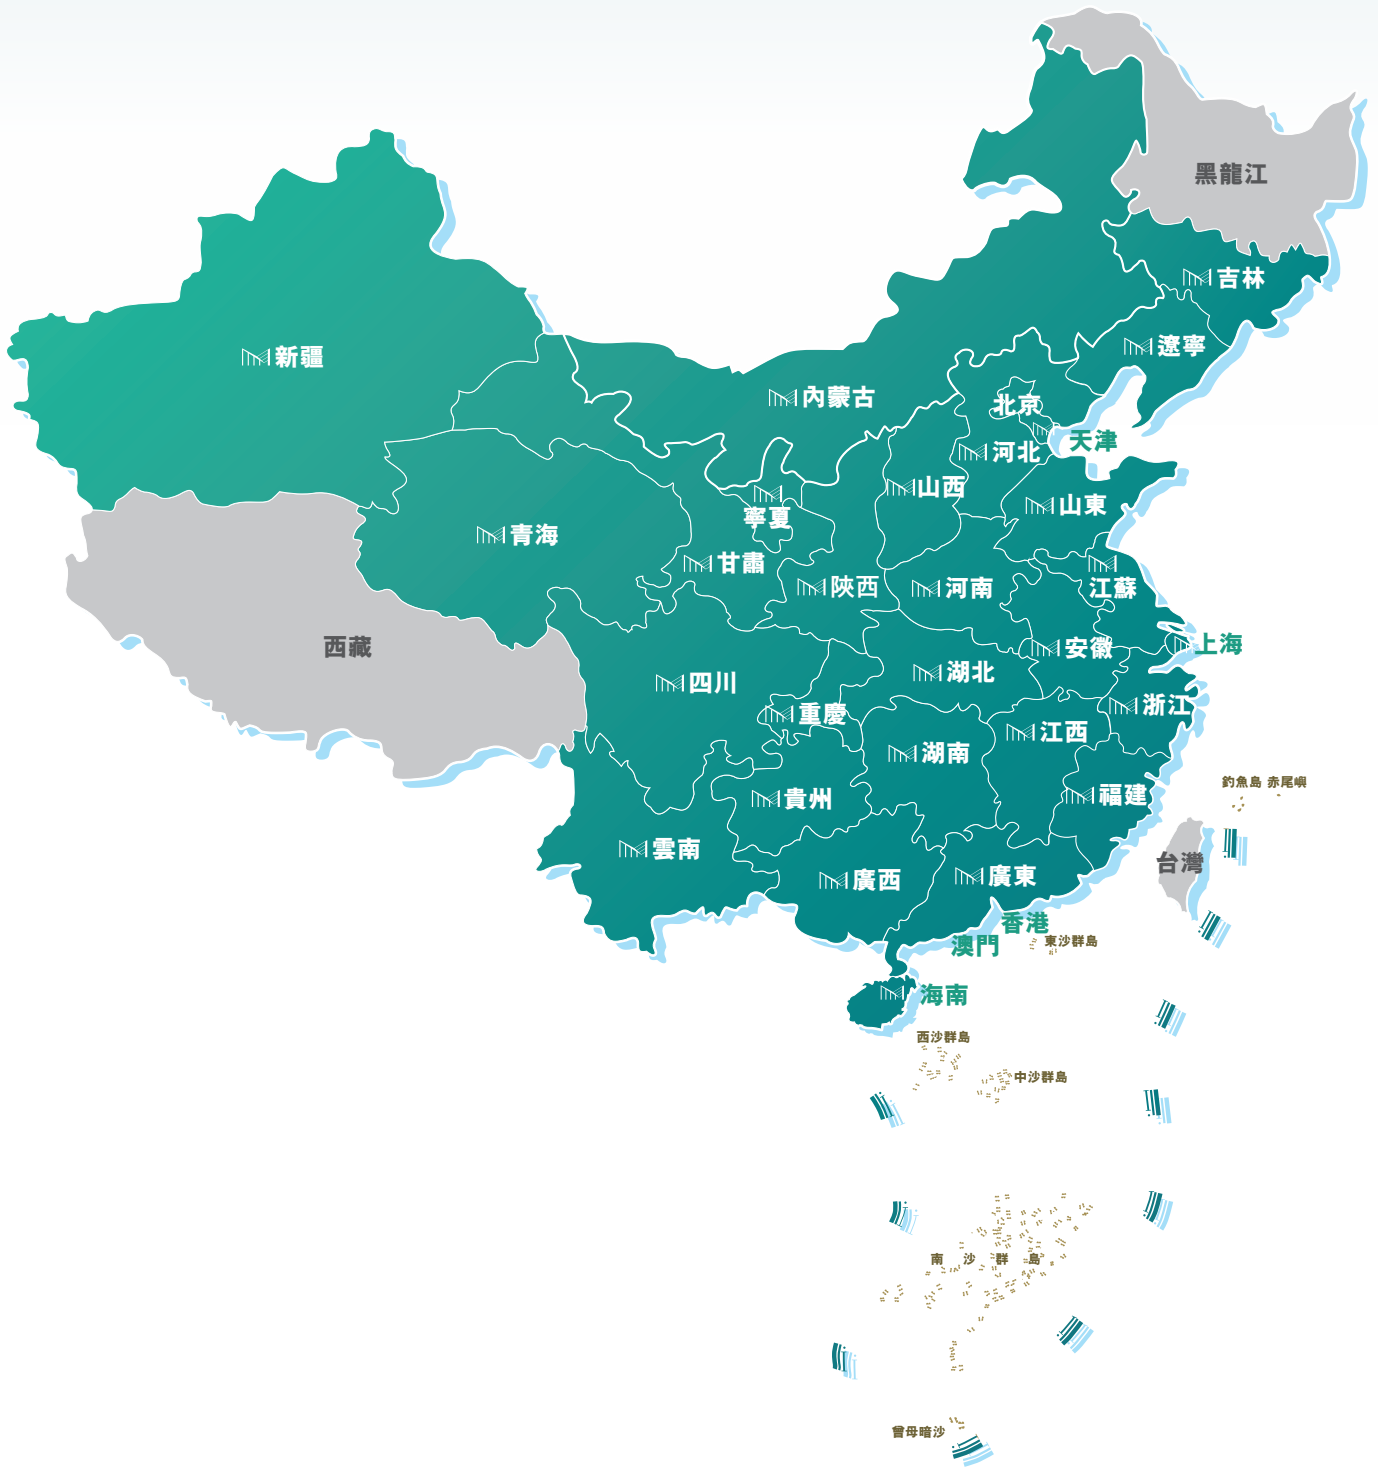 黑龍江
吉林
遼寧
新疆
內蒙古
北京
天津
河北
山西
山東
寧夏
青海
甘肅
江蘇
陝西
河南
西藏
安徽
上海
湖北
四川
浙江
重慶
江西
湖南
釣魚島 赤尾嶼
貴州
福建
雲南
台灣
廣西
廣東
香港
澳門
東沙群島
海南
西沙群島
中沙群島
南沙群島
曾母暗沙